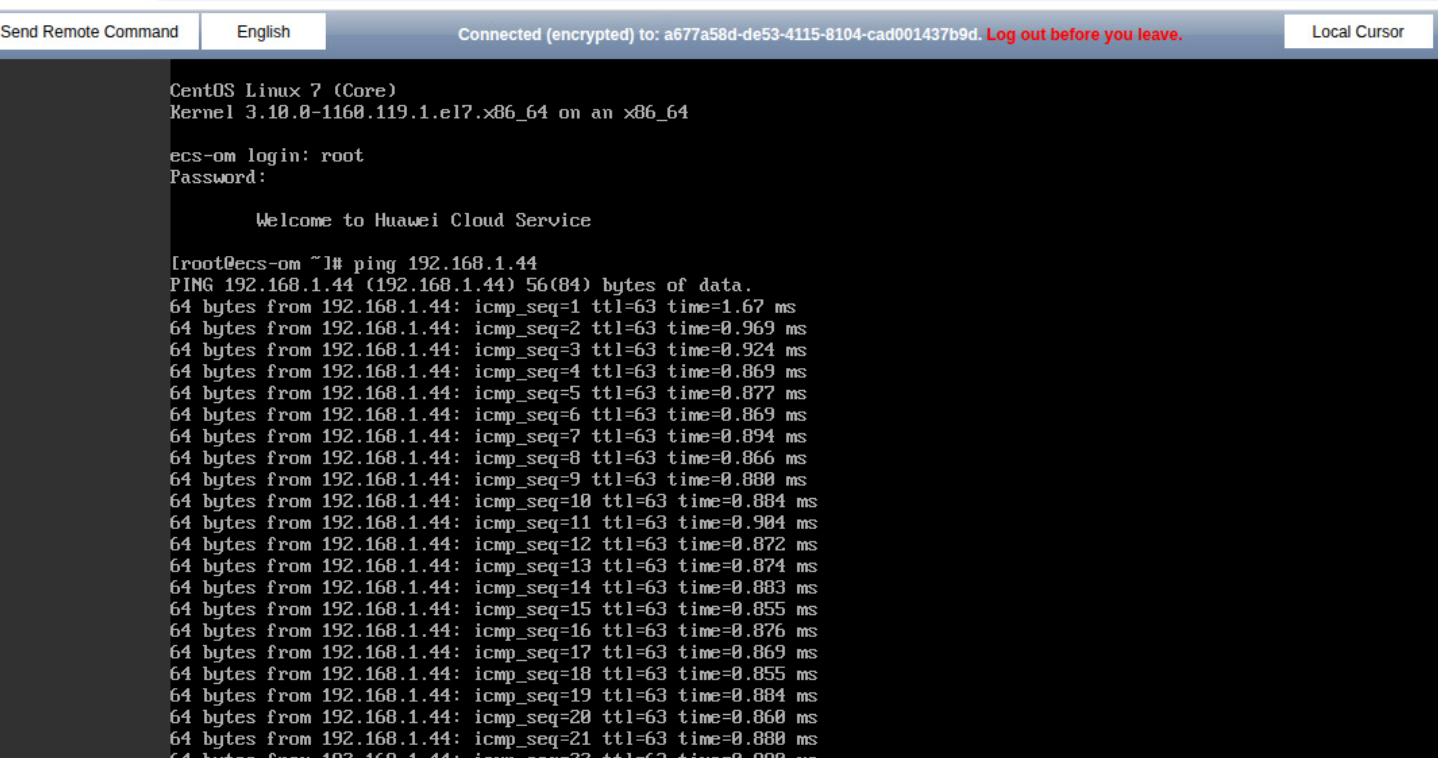 Send Remote Command English Connected (encrypted) to: a677a58d-de53-4115-8104-cad001437b9d. Log out before you leave. Local Cursor
CentOS Linux 7 (Core)
Kernel 3.10.0-1160.119.1.el7.x86_64 on an x86_64
ecs-om login: root
Password:
Welcome to Huawei Cloud Service
[root@ecs-om ~]# ping 192.168.1.44
PING 192.168.1.44 (192.168.1.44) 56(84) bytes of data.
64 bytes from 192.168.1.44: icmp_seq=1 ttl=63 time=1.67 ms
64 bytes from 192.168.1.44: icmp_seq=2 ttl=63 time=0.969 ms
64 bytes from 192.168.1.44: icmp_seq=3 ttl=63 time=0.924 ms
64 bytes from 192.168.1.44: icmp_seq=4 ttl=63 time=0.869 ms
64 bytes from 192.168.1.44: icmp_seq=5 ttl=63 time=0.877 ms
64 bytes from 192.168.1.44: icmp_seq=6 ttl=63 time=0.869 ms
64 bytes from 192.168.1.44: icmp_seq=7 ttl=63 time=0.894 ms
64 bytes from 192.168.1.44: icmp_seq=8 ttl=63 time=0.866 ms
64 bytes from 192.168.1.44: icmp_seq=9 ttl=63 time=0.880 ms
64 bytes from 192.168.1.44: icmp_seq=10 ttl=63 time=0.884 ms
64 bytes from 192.168.1.44: icmp_seq=11 ttl=63 time=0.904 ms
64 bytes from 192.168.1.44: icmp_seq=12 ttl=63 time=0.872 ms
64 bytes from 192.168.1.44: icmp_seq=13 ttl=63 time=0.874 ms
64 bytes from 192.168.1.44: icmp_seq=14 ttl=63 time=0.883 ms
64 bytes from 192.168.1.44: icmp_seq=15 ttl=63 time=0.855 ms
64 bytes from 192.168.1.44: icmp_seq=16 ttl=63 time=0.876 ms
64 bytes from 192.168.1.44: icmp_seq=17 ttl=63 time=0.869 ms
64 bytes from 192.168.1.44: icmp_seq=18 ttl=63 time=0.855 ms
64 bytes from 192.168.1.44: icmp_seq=19 ttl=63 time=0.884 ms
64 bytes from 192.168.1.44: icmp_seq=20 ttl=63 time=0.860 ms
64 bytes from 192.168.1.44: icmp_seq=21 ttl=63 time=0.880 ms